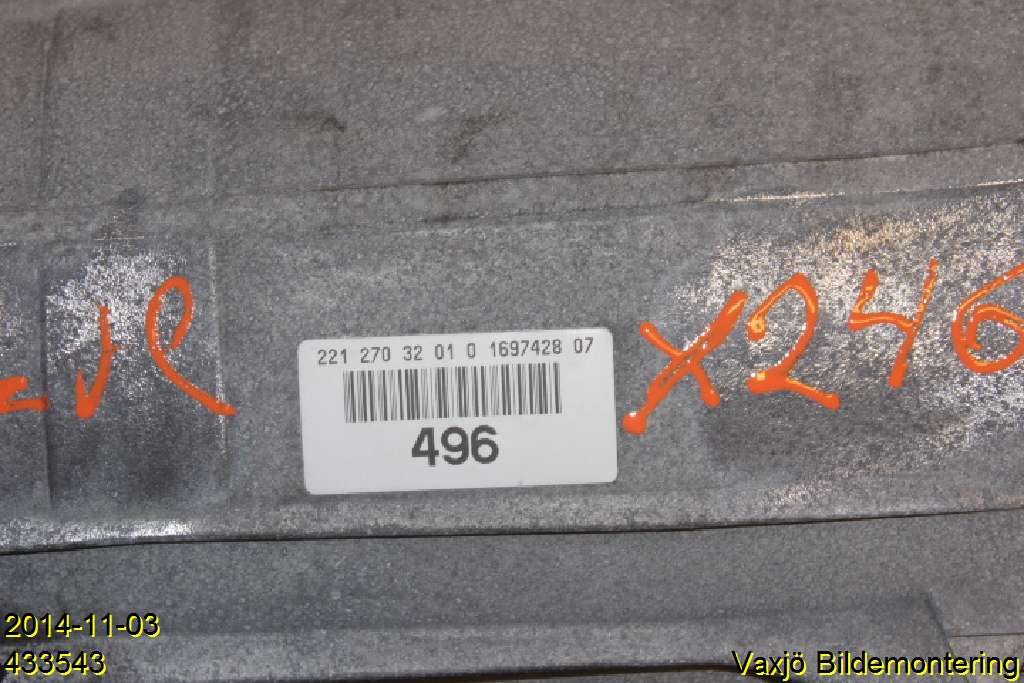 221 270 32 01 0 1697428 07
496
X246
2014-11-03
433543
Vaxjö Bildemontering